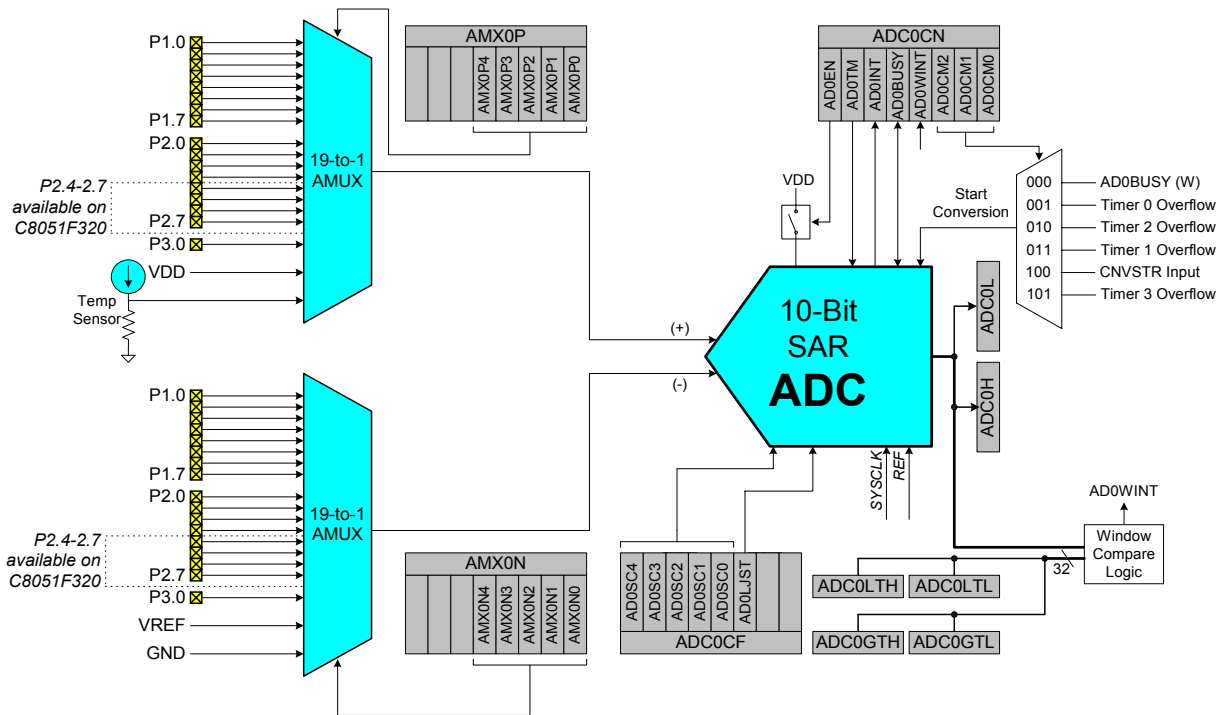 P1.0
P1.7
P2.0
P2.4-2.7
available on
C8051F320
P2.7
P3.0
VDD
Temp
Sensor
19-to-1
AMUX
AMX0P
AMX0P4
AMX0P3
AMX0P2
AMX0P1
AMX0P0
ADC0CN
AD0EN
AD0TM
AD0INT
AD0BUSY
AD0WINT
AD0CM2
AD0CM1
AD0CM0
VDD
Start
Conversion
000
AD0BUSY (W)
001
Timer 0 Overflow
010
Timer 2 Overflow
011
Timer 1 Overflow
100
CNVSTR Input
101
Timer 3 Overflow
(+)
(-)
10-Bit
SAR
ADC
ADC0L
ADC0H
SYSCLK
REF
P1.0
P1.7
P2.0
P2.4-2.7
available on
C8051F320
P2.7
P3.0
VREF
GND
19-to-1
AMUX
AMX0N
AMX0N4
AMX0N3
AMX0N2
AMX0N1
AMX0N0
AD0SC4
AD0SC3
AD0SC2
AD0SC1
AD0SC0
AD0LJST
ADC0CF
AD0WINT
Window
Compare
Logic
32
ADC0LTH
ADC0LTL
ADC0GTH
ADC0GTL